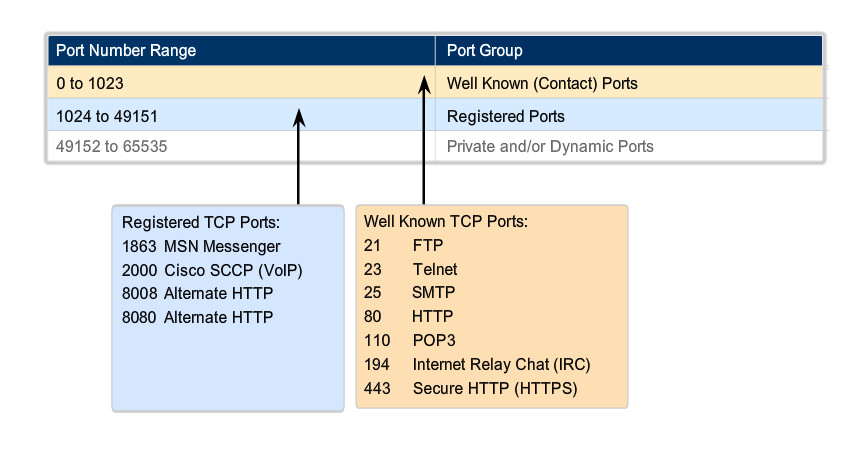 Port Number Range Port Group
0 to 1023 Well Known (Contact) Ports
1024 to 49151 Registered Ports
49152 to 65535 Private and/or Dynamic Ports
Registered TCP Ports:
1863 MSN Messenger
2000 Cisco SCCP (VoIP)
8008 Alternate HTTP
8080 Alternate HTTP
Well Known TCP Ports:
21 FTP
23 Telnet
25 SMTP
80 HTTP
110 POP3
194 Internet Relay Chat (IRC)
443 Secure HTTP (HTTPS)